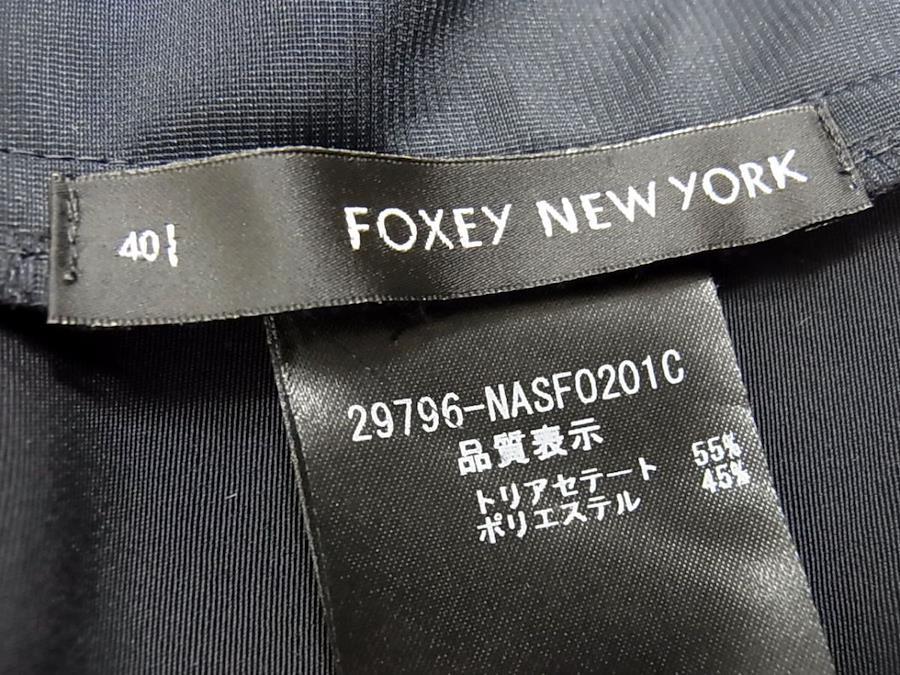 40
FOXEY NEW YORK
29796-NASF0201C
品質表示
トリアセテート 55%
ポリエステル 45%